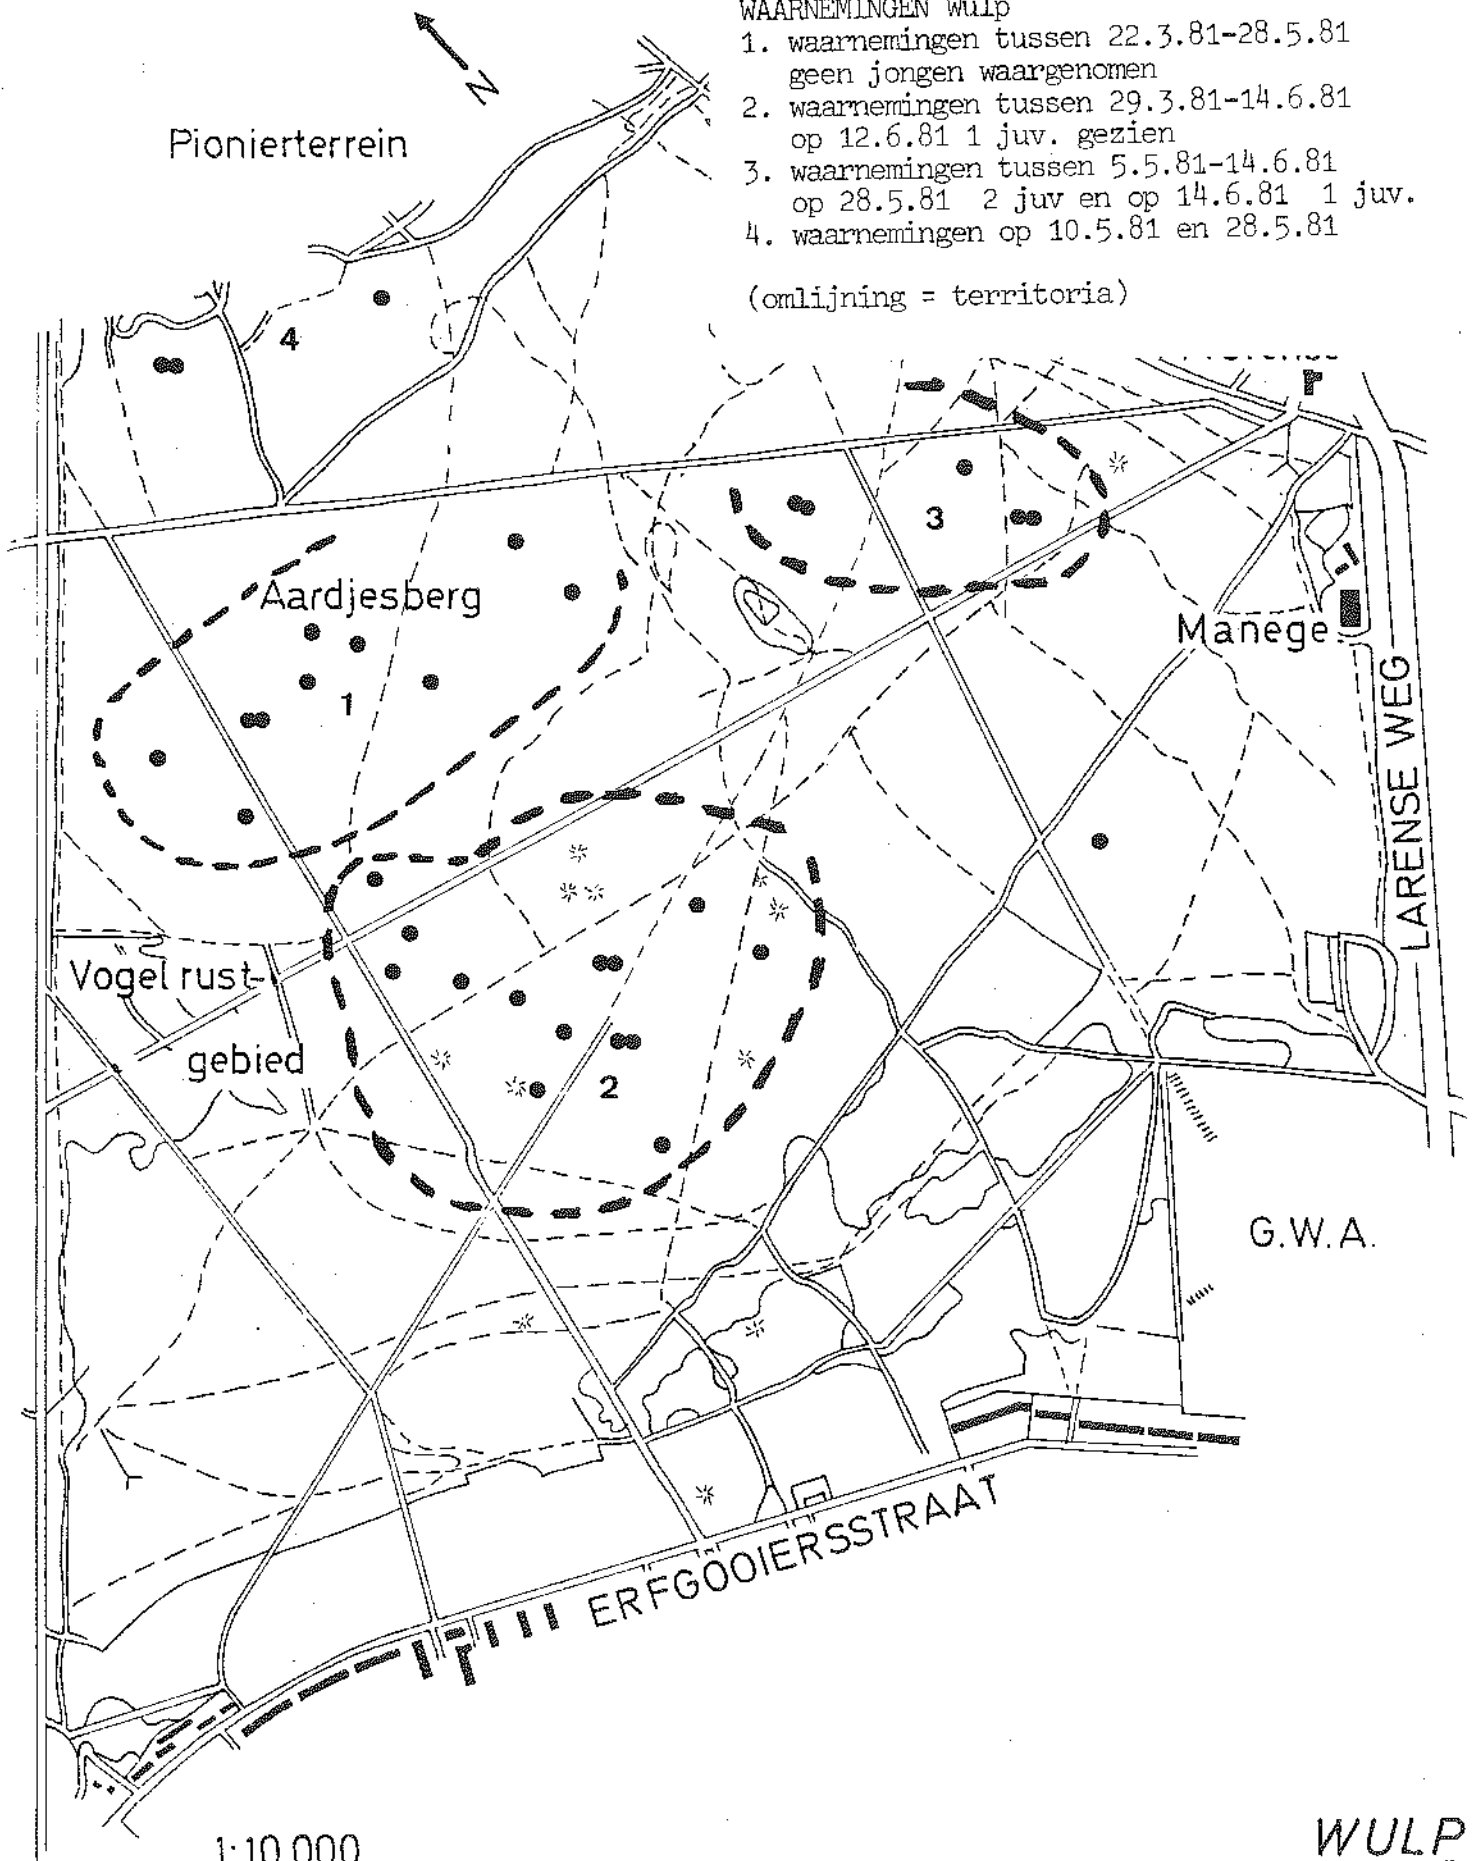 WAARNEMINGEN Wulp
1. waarnemingen tussen 22.3.81-28.5.81
geen jongen waargenomen
2. waarnemingen tussen 29.3.81-14.6.81
op 12.6.81 1 juv. gezien
3. waarnemingen tussen 5.5.81-14.6.81
op 28.5.81 2 juv en op 14.6.81 1 juv.
4. waarnemingen op 10.5.81 en 28.5.81
(omlijning = territoria)
N
Pionierterrein
4
3
Aardjesberg
1
Manege
LARENSE WEG
Vogel rust-
gebied
2
G.W.A.
ERFGOOIERSSTRAAT
1:10.000
WULP